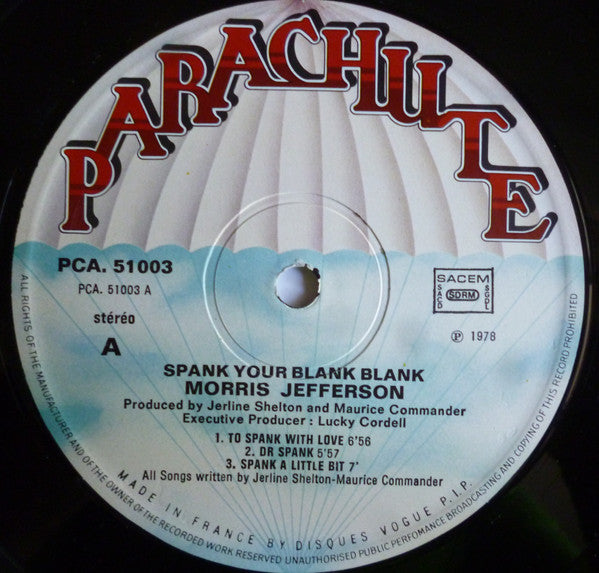 PARACHUTE
PCA. 51003
PCA. 51003 A
stéréo
A
SACEM
SACD
SDRM
SGDL
Ⓟ 1978
SPANK YOUR BLANK BLANK
MORRIS JEFFERSON
Produced by Jerline Shelton and Maurice Commander
Executive Producer : Lucky Cordell
1. TO SPANK WITH LOVE 6'56
2. DR SPANK 5'57
3. SPANK A LITTLE BIT 7'
All Songs written by Jerline Shelton-Maurice Commander
MADE IN FRANCE BY DISQUES VOGUE P.I.P.
ALL RIGHTS OF THE MANUFACTURER AND OF THE OWNER OF THE RECORDED WORK RESERVED UNAUTHORISED PUBLIC PERFOMANCE BROADCASTING AND COPYING OF THIS RECORD PROHIBITED